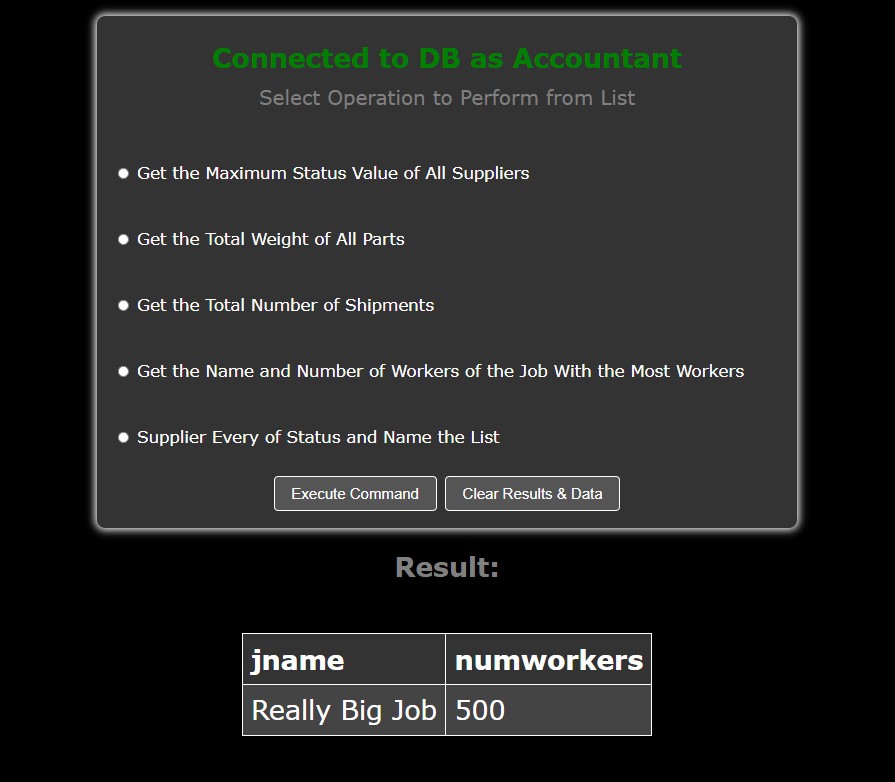 Connected to DB as Accountant
Select Operation to Perform from List
Get the Maximum Status Value of All Suppliers
Get the Total Weight of All Parts
Get the Total Number of Shipments
Get the Name and Number of Workers of the Job With the Most Workers
Supplier Every of Status and Name the List
Execute Command Clear Results & Data
Result:
jname numworkers
Really Big Job 500